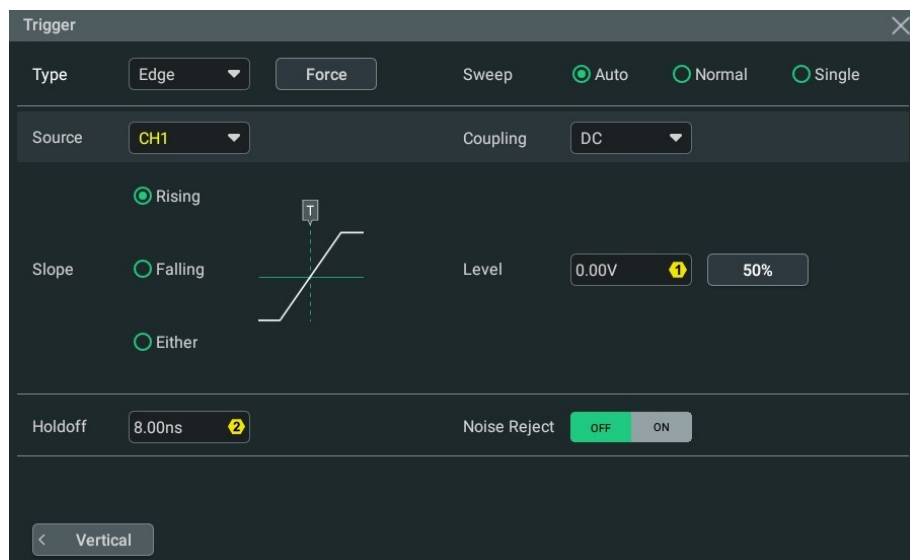 Trigger
Type Edge Force Sweep Auto Normal Single
Source CH1 Coupling DC
Rising
T
Slope Falling Level 0.00V 1 50%
Either
Holdoff 8.00ns 2 Noise Reject OFF ON
Vertical